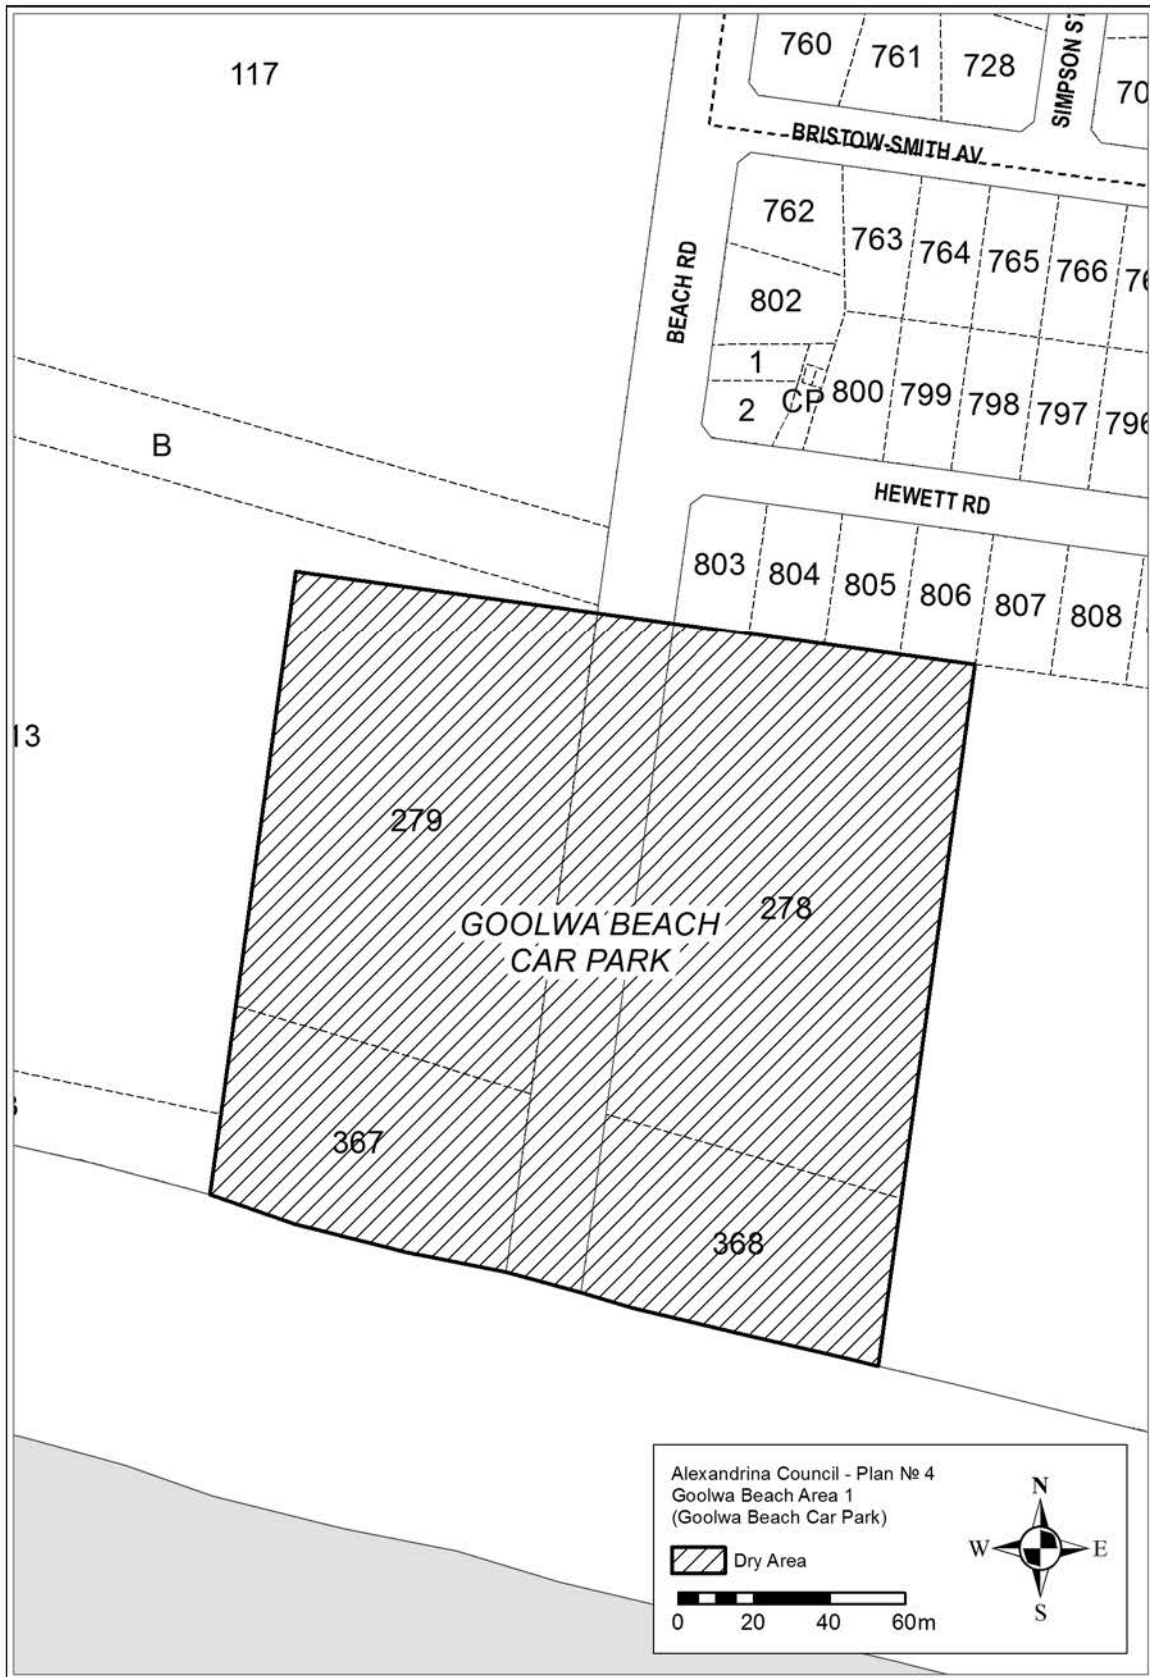 117
760
761
728
SIMPSON ST
70
BRISTOW-SMITH AV
762
763
764
765
766
76
BEACH RD
802
1
2
CP
800
799
798
797
796
B
HEWETT RD
803
804
805
806
807
808
13
279
278
GOOLWA BEACH
CAR PARK
367
368
Alexandrina Council - Plan № 4
Goolwa Beach Area 1
(Goolwa Beach Car Park)
Dry Area
0 20 40 60m
N
W E
S